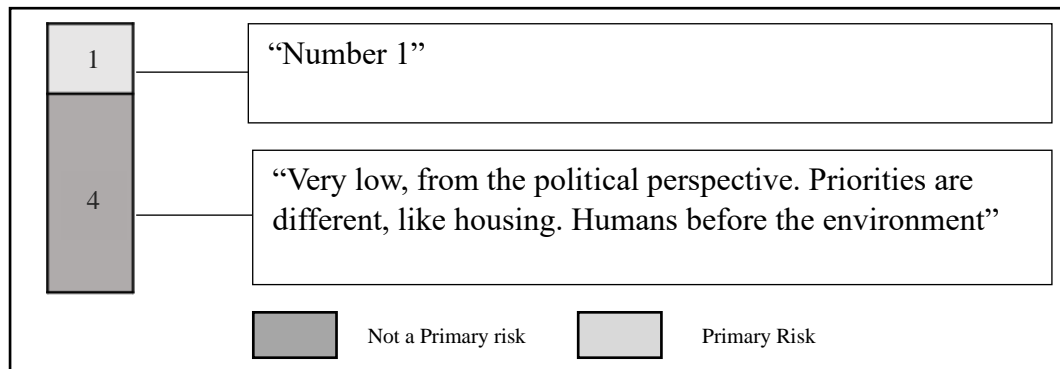 1
“Number 1”
4
“Very low, from the political perspective. Priorities are
different, like housing. Humans before the environment”
Not a Primary risk
Primary Risk